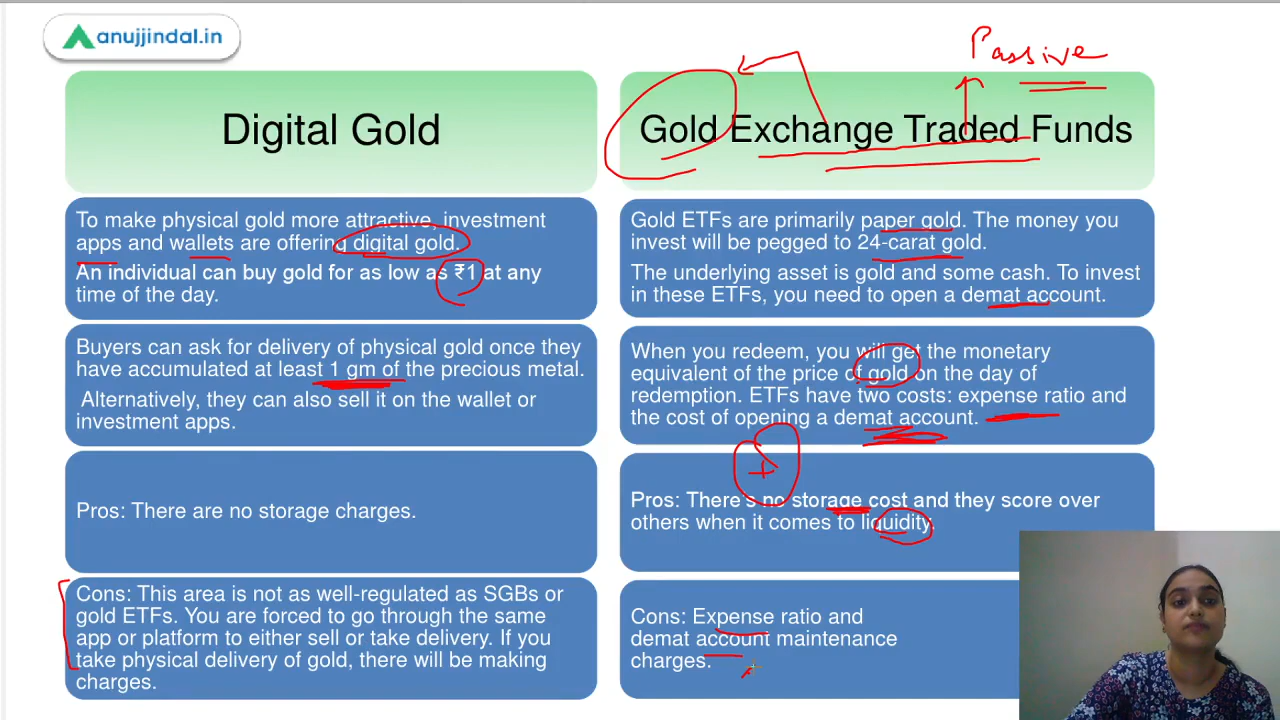 anujjindal.in
Passive
Digital Gold
To make physical gold more attractive, investment
apps and wallets are offering digital gold.
An individual can buy gold for as low as ₹1 at any
time of the day.
Buyers can ask for delivery of physical gold once they
have accumulated at least 1 gm of the precious metal.
Alternatively, they can also sell it on the wallet or
investment apps.
Pros: There are no storage charges.
Cons: This area is not as well-regulated as SGBs or
gold ETFs. You are forced to go through the same
app or platform to either sell or take delivery. If you
take physical delivery of gold, there will be making
charges.
Gold Exchange Traded Funds
Gold ETFs are primarily paper gold. The money you
invest will be pegged to 24-carat gold.
The underlying asset is gold and some cash. To invest
in these ETFs, you need to open a demat account.
When you redeem, you will get the monetary
equivalent of the price of gold on the day of
redemption. ETFs have two costs: expense ratio and
the cost of opening a demat account.
+
Pros: There's no storage cost and they score over
others when it comes to liquidity.
Cons: Expense ratio and
demat account maintenance
charges.